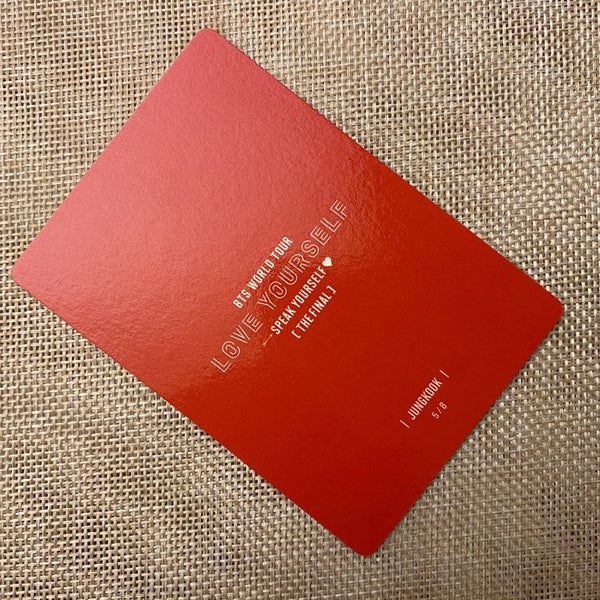 BTS WORLD TOUR
LOVE YOURSELF
—SPEAK YOURSELF♥
[ THE FINAL ]
| JUNGKOOK |
5/8